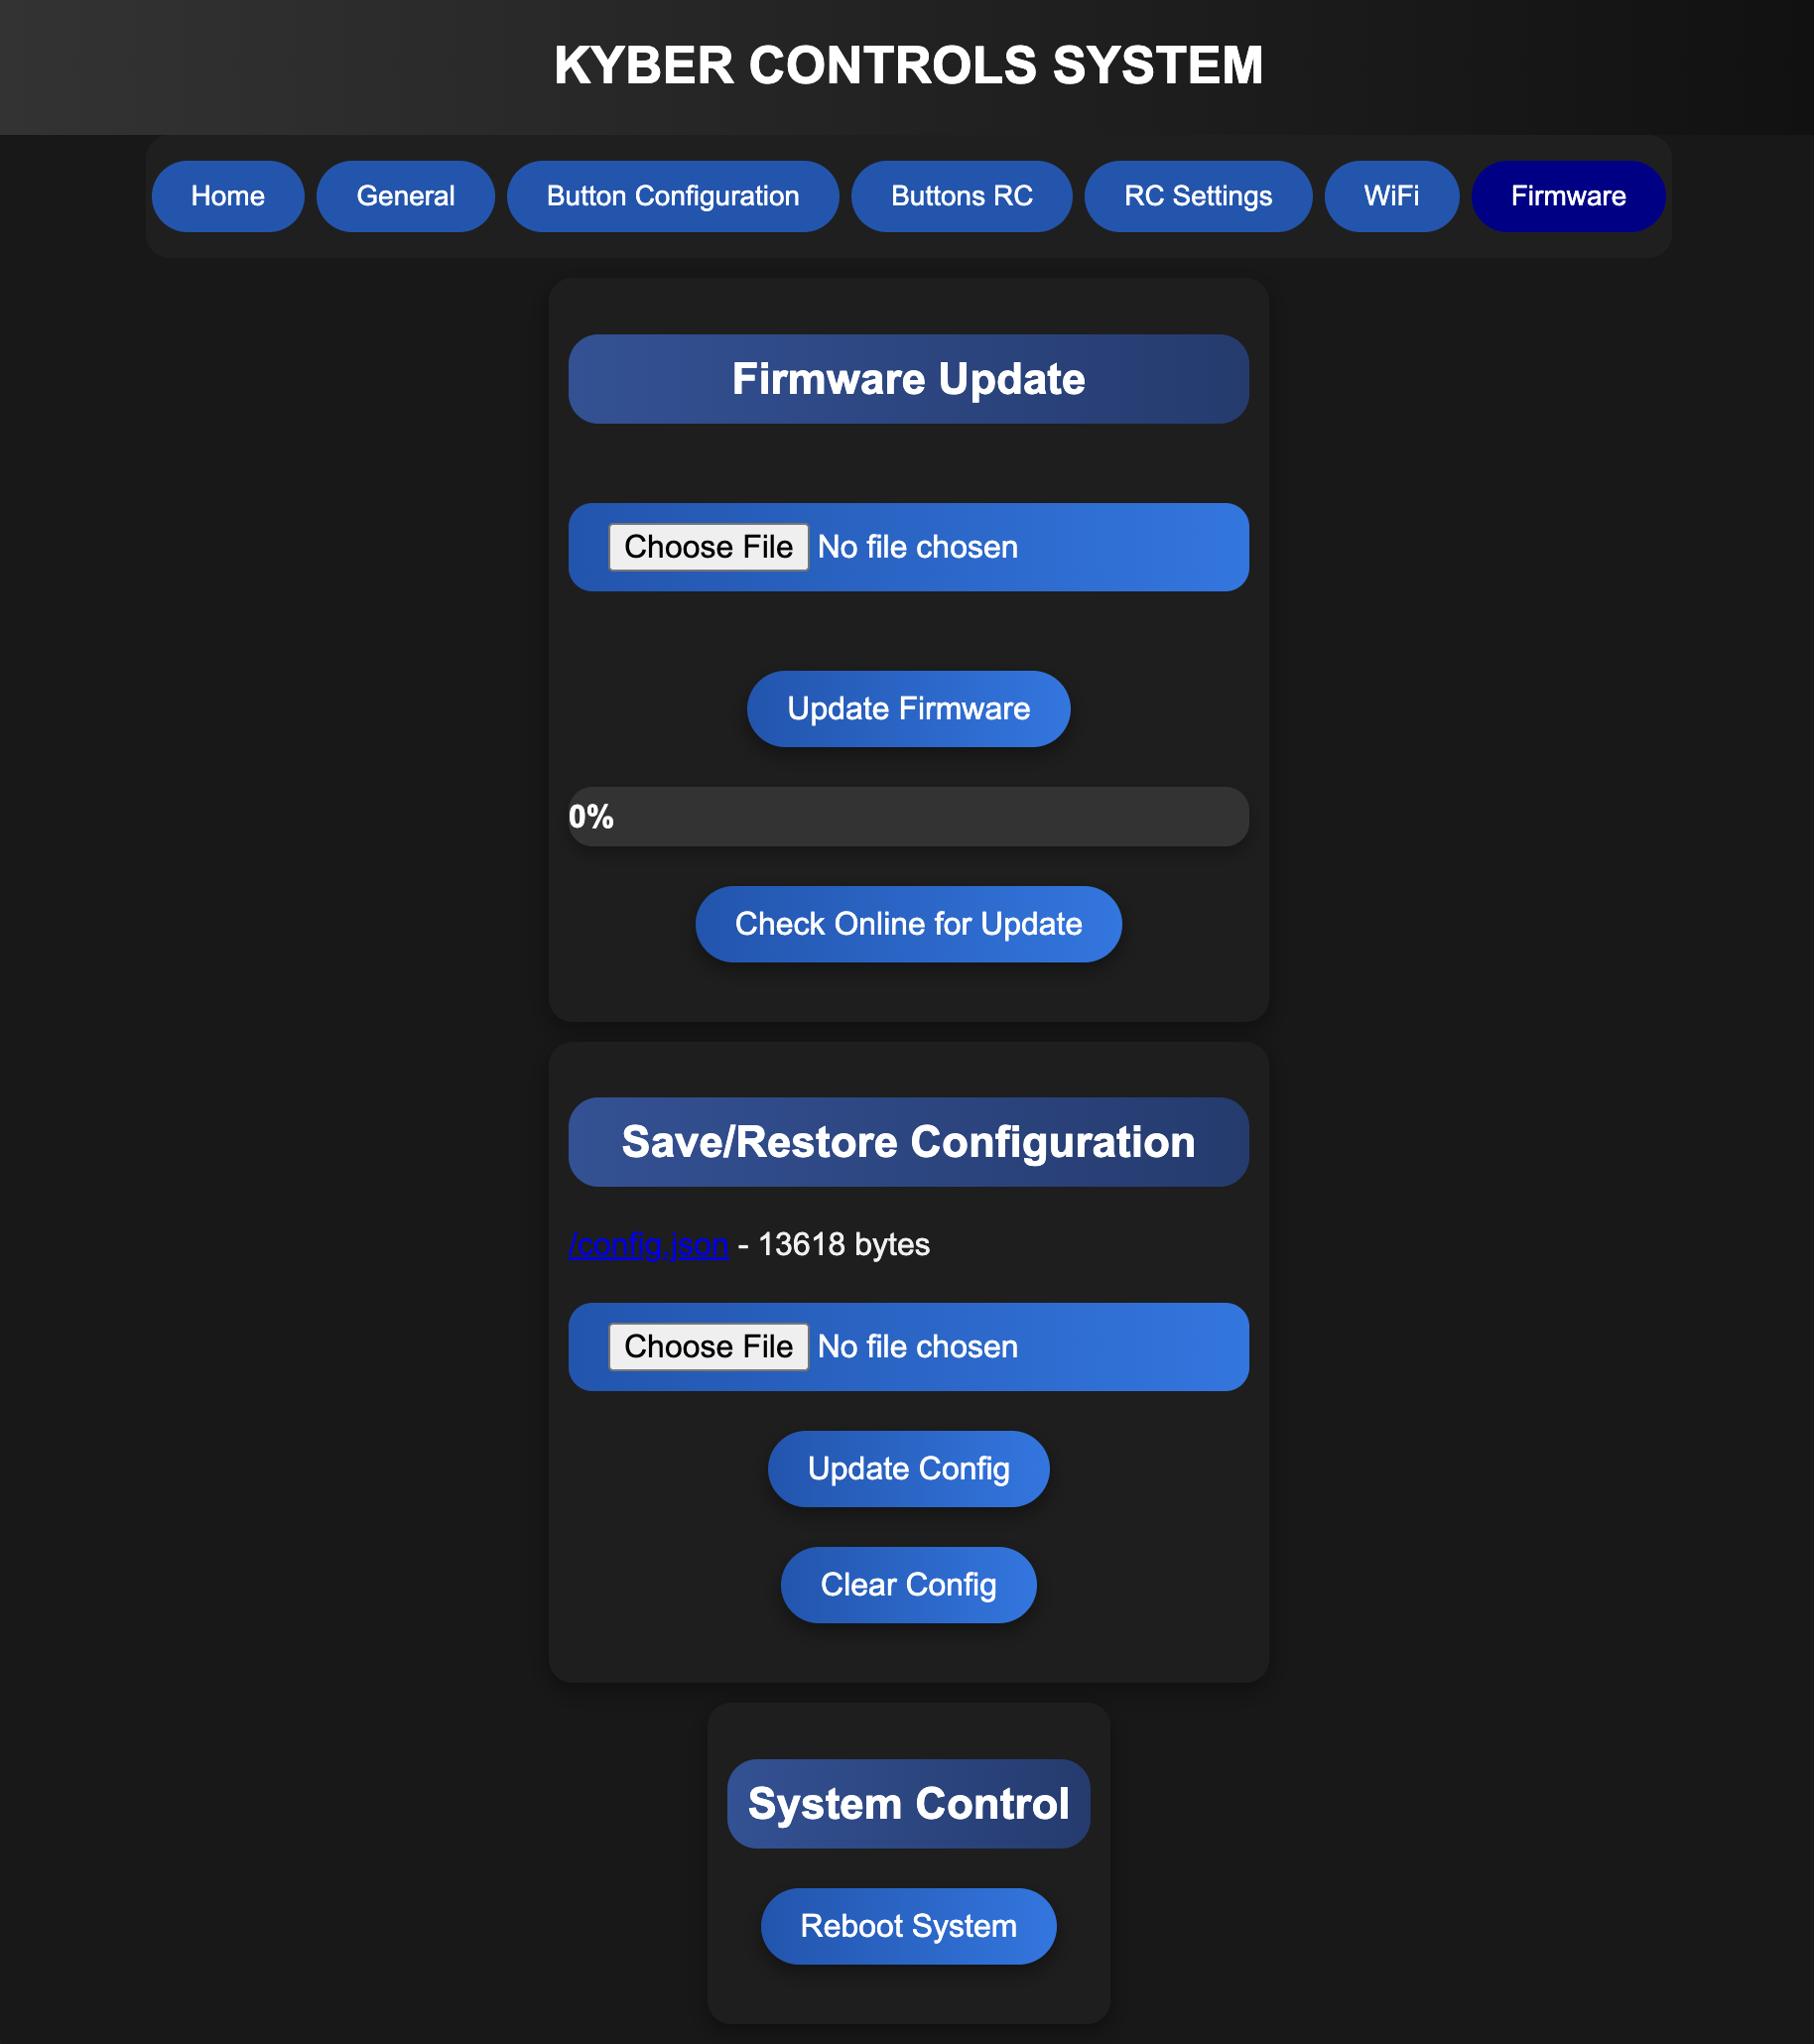 KYBER CONTROLS SYSTEM
Home General Button Configuration Buttons RC RC Settings WiFi Firmware
Firmware Update
Choose File No file chosen
Update Firmware
0%
Check Online for Update
Save/Restore Configuration
/config.json - 13618 bytes
Choose File No file chosen
Update Config
Clear Config
System Control
Reboot System